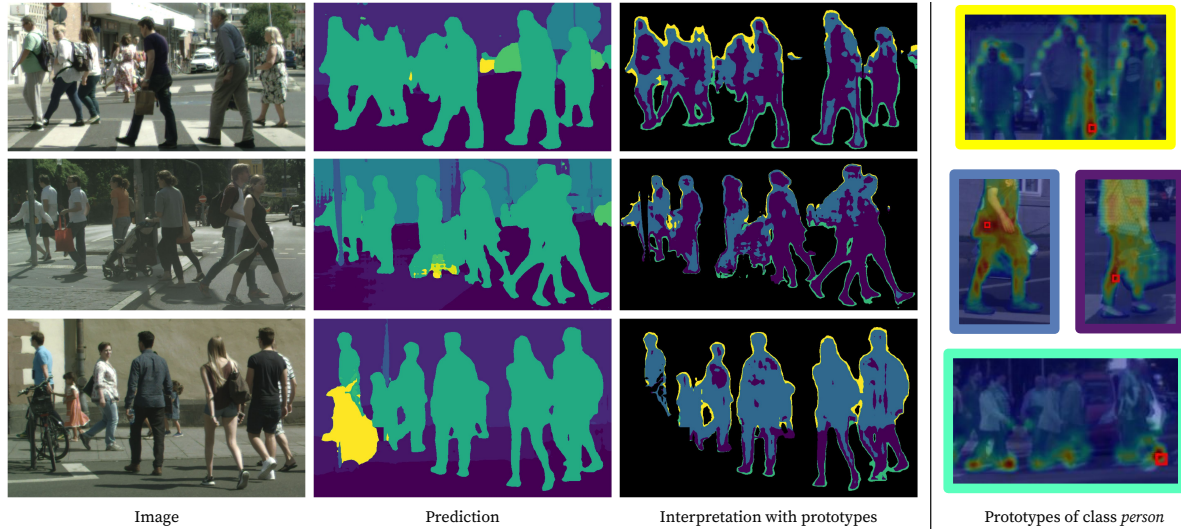 Image
Prediction
Interpretation with prototypes
Prototypes of class person